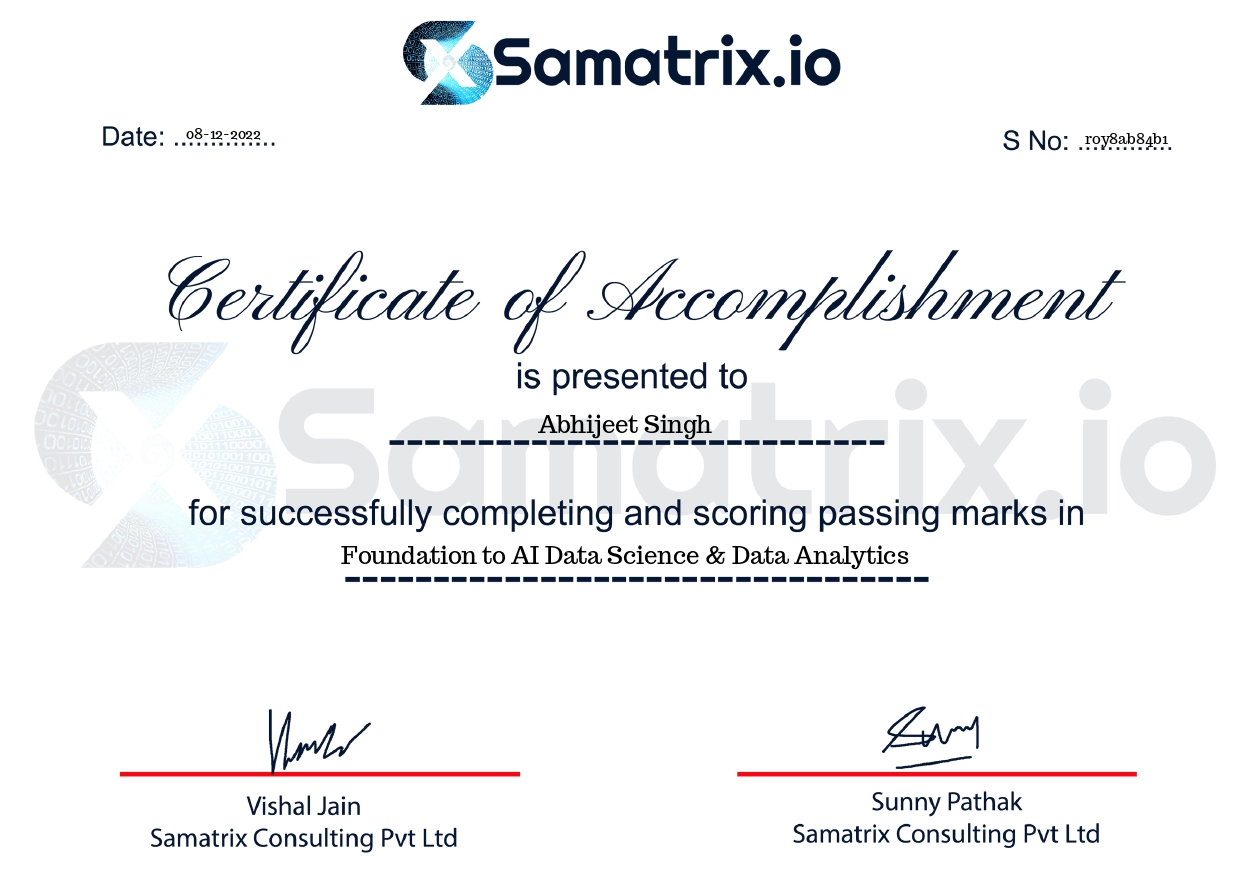 Samatrix.io
Date: 08-12-2022
S No: roy8ab84b1
Certificate of Accomplishment
is presented to
Abhijeet Singh
Samatrix.io
for successfully completing and scoring passing marks in
Foundation to AI Data Science & Data Analytics
Vishal Jain
Samatrix Consulting Pvt Ltd
Sunny Pathak
Samatrix Consulting Pvt Ltd